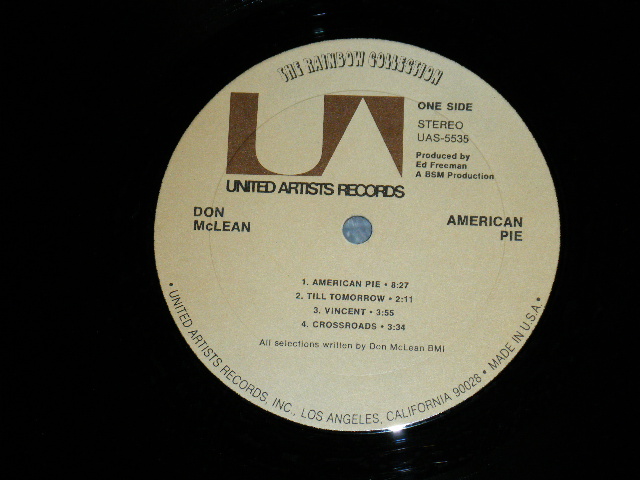 THE RAINBOW COLLECTION
UA
UNITED ARTISTS RECORDS
ONE SIDE
STEREO
UAS-5535
Produced by
Ed Freeman
A BSM Production
DON
McLEAN
AMERICAN
PIE
1. AMERICAN PIE • 8:27
2. TILL TOMORROW • 2:11
3. VINCENT • 3:55
4. CROSSROADS • 3:34
All selections written by Don McLean BMI
• UNITED ARTISTS RECORDS, INC., LOS ANGELES, CALIFORNIA 90028 • MADE IN U.S.A. •